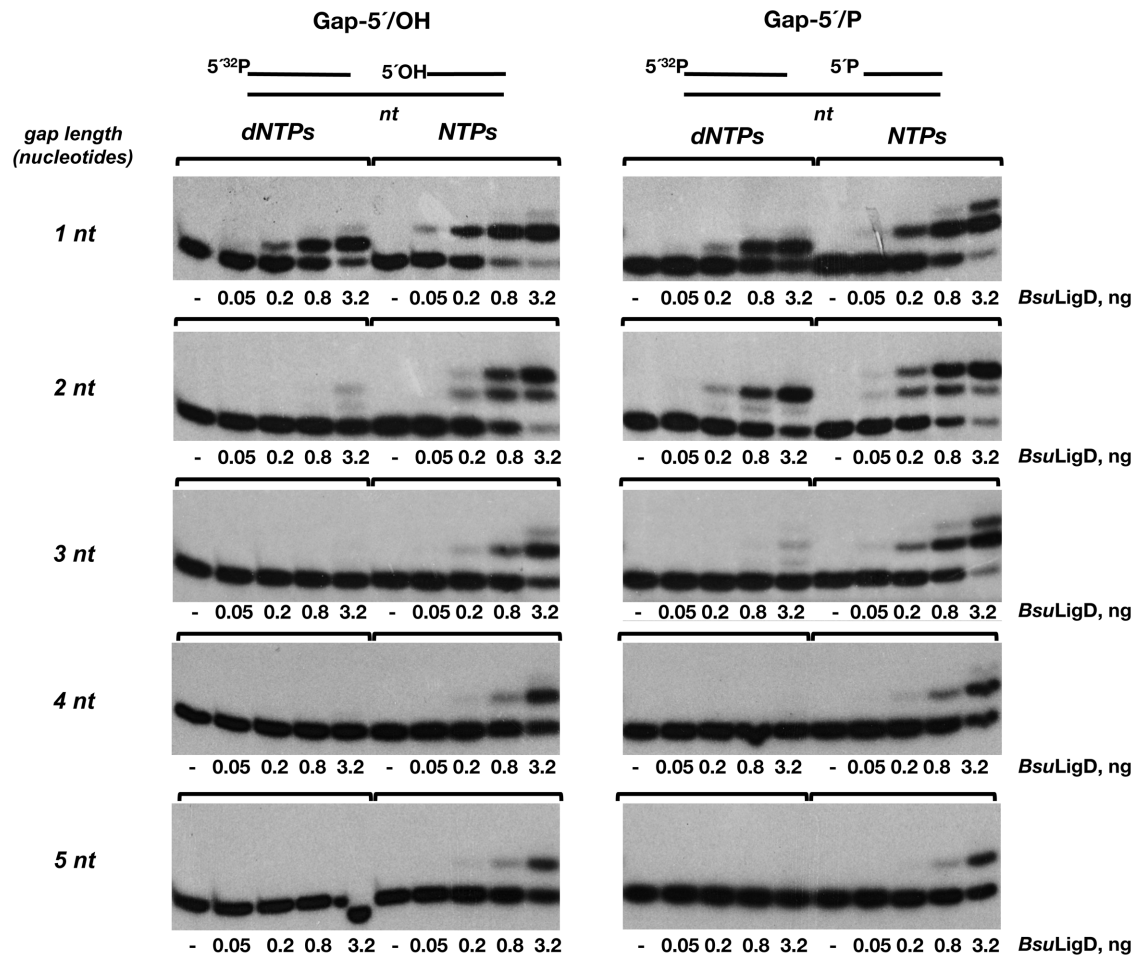 Gap-5´/OH Gap-5´/P
5´³²P 5´OH 5´³²P 5´P
nt nt
gap length
(nucleotides)
dNTPs NTPs dNTPs NTPs
1 nt
- 0.05 0.2 0.8 3.2 - 0.05 0.2 0.8 3.2 - 0.05 0.2 0.8 3.2 - 0.05 0.2 0.8 3.2 BsuLigD, ng
2 nt
- 0.05 0.2 0.8 3.2 - 0.05 0.2 0.8 3.2 - 0.05 0.2 0.8 3.2 - 0.05 0.2 0.8 3.2 BsuLigD, ng
3 nt
- 0.05 0.2 0.8 3.2 - 0.05 0.2 0.8 3.2 - 0.05 0.2 0.8 3.2 - 0.05 0.2 0.8 3.2 BsuLigD, ng
4 nt
- 0.05 0.2 0.8 3.2 - 0.05 0.2 0.8 3.2 - 0.05 0.2 0.8 3.2 - 0.05 0.2 0.8 3.2 BsuLigD, ng
5 nt
- 0.05 0.2 0.8 3.2 - 0.05 0.2 0.8 3.2 - 0.05 0.2 0.8 3.2 - 0.05 0.2 0.8 3.2 BsuLigD, ng